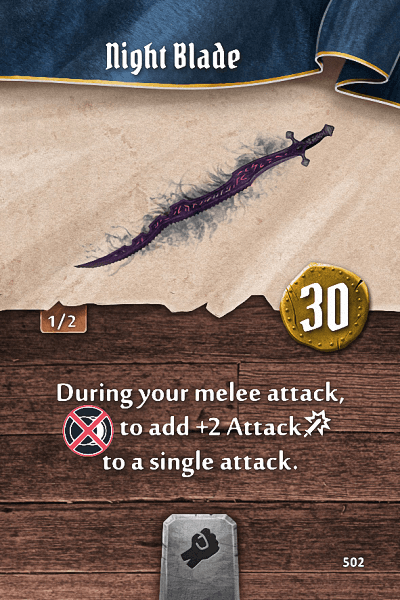 Night Blade
30
1/2
During your melee attack,
to add +2 Attack
to a single attack.
502